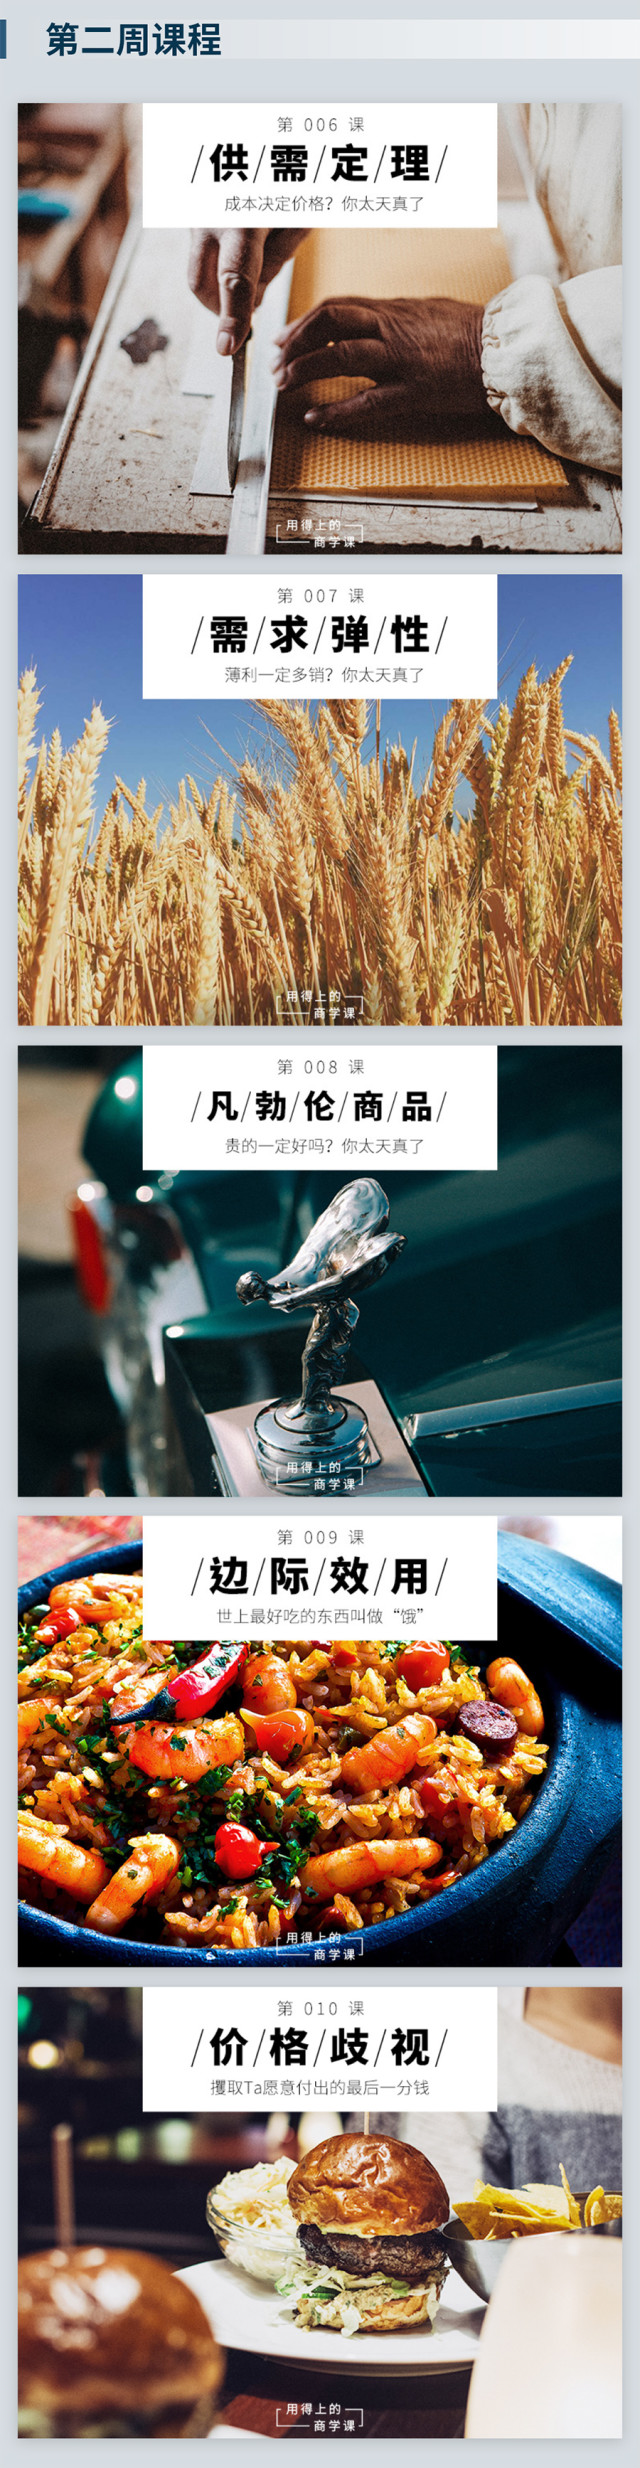 第二周课程
第 006 课
/供/需/定/理/
成本决定价格？你太天真了
用得上的
商学课
第 007 课
/需/求/弹/性/
薄利一定多销？你太天真了
用得上的
商学课
第 008 课
/凡/勃/伦/商/品/
贵的一定好吗？你太天真了
用得上的
商学课
第 009 课
/边/际/效/用/
世上最好吃的东西叫做“饿”
用得上的
商学课
第 010 课
/价/格/歧/视/
攫取Ta愿意付出的最后一分钱
用得上的
商学课